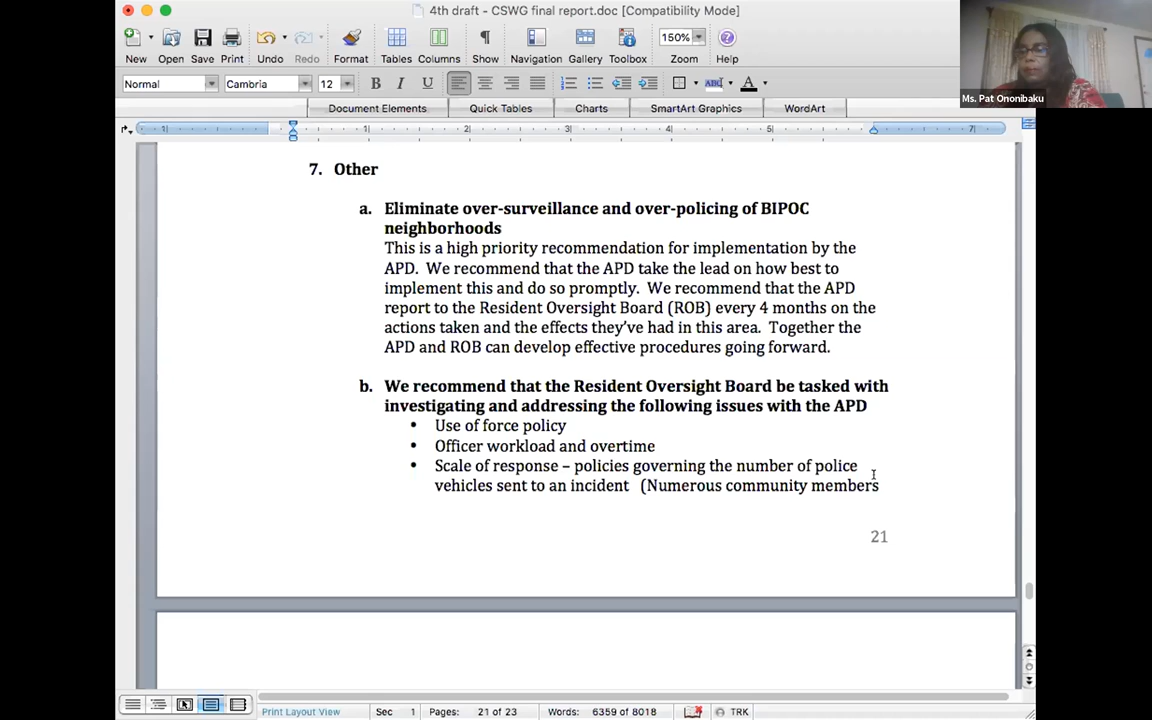 4th draft - CSWG final report.doc [Compatibility Mode]
New Open Save Print Undo Redo Format Tables Columns Show Navigation Gallery Toolbox Zoom Help
150%
Normal Cambria 12 B I U ABC A
Document Elements Quick Tables Charts SmartArt Graphics WordArt
1 1 2 3 4 5 7
Ms. Pat Ononibaku
7. Other
a. Eliminate over-surveillance and over-policing of BIPOC
neighborhoods
This is a high priority recommendation for implementation by the
APD. We recommend that the APD take the lead on how best to
implement this and do so promptly. We recommend that the APD
report to the Resident Oversight Board (ROB) every 4 months on the
actions taken and the effects they've had in this area. Together the
APD and ROB can develop effective procedures going forward.
b. We recommend that the Resident Oversight Board be tasked with
investigating and addressing the following issues with the APD
• Use of force policy
• Officer workload and overtime
• Scale of response – policies governing the number of police
vehicles sent to an incident (Numerous community members
21
Print Layout View Sec 1 Pages: 21 of 23 Words: 6359 of 8018 TRK